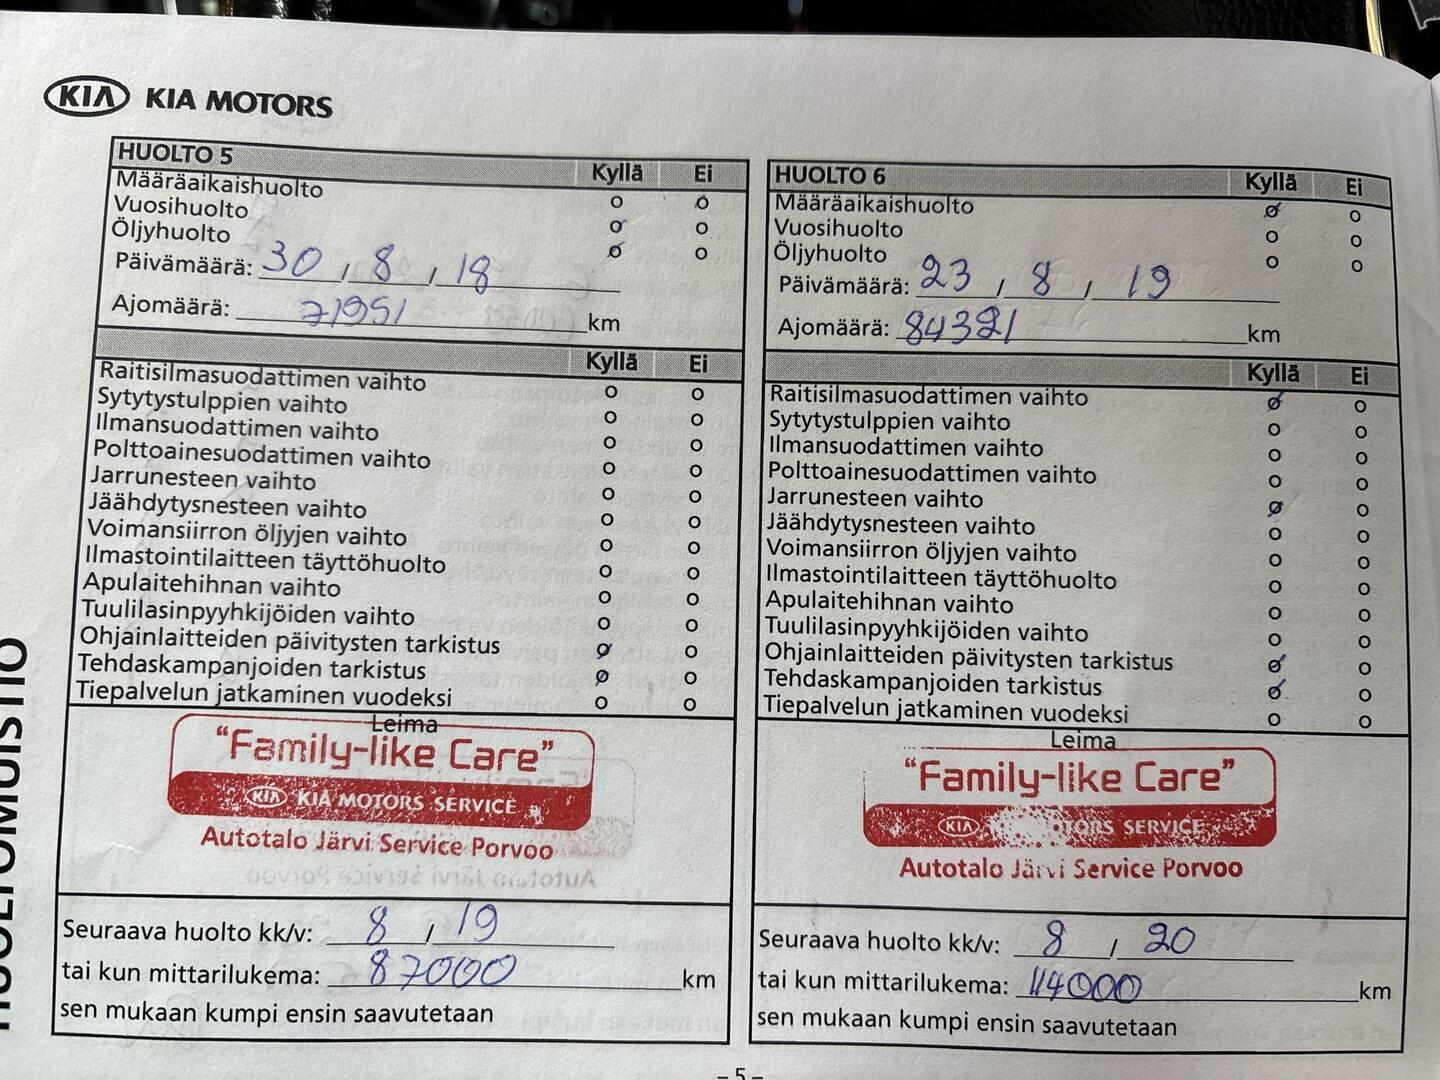 KIA KIA MOTORS
HUOLTO 5 Kyllä Ei
Määräaikaishuolto o o
Vuosihuolto o o
Öljyhuolto o o
Päivämäärä: 30 / 8 / 18
Ajomäärä: 71951 km
Kyllä Ei
Raitisilmasuodattimen vaihto o o
Sytytystulppien vaihto o o
Ilmansuodattimen vaihto o o
Polttoainesuodattimen vaihto o o
Jarrunesteen vaihto o o
Jäähdytysnesteen vaihto o o
Voimansiirron öljyjen vaihto o o
Ilmastointilaitteen täyttöhuolto o o
Apulaitehihnan vaihto o o
Tuulilasinpyyhkijöiden vaihto o o
Ohjainlaitteiden päivitysten tarkistus o o
Tehdaskampanjoiden tarkistus o o
Tiepalvelun jatkaminen vuodeksi o o
Leima
"Family-like Care"
KIA KIA MOTORS SERVICE
Autotalo Järvi Service Porvoo
Seuraava huolto kk/v: 8 / 19
tai kun mittarilukema: 87000 km
sen mukaan kumpi ensin saavutetaan
HUOLTO 6 Kyllä Ei
Määräaikaishuolto o o
Vuosihuolto o o
Öljyhuolto o o
Päivämäärä: 23 / 8 / 19
Ajomäärä: 84321 km
Kyllä Ei
Raitisilmasuodattimen vaihto o o
Sytytystulppien vaihto o o
Ilmansuodattimen vaihto o o
Polttoainesuodattimen vaihto o o
Jarrunesteen vaihto o o
Jäähdytysnesteen vaihto o o
Voimansiirron öljyjen vaihto o o
Ilmastointilaitteen täyttöhuolto o o
Apulaitehihnan vaihto o o
Tuulilasinpyyhkijöiden vaihto o o
Ohjainlaitteiden päivitysten tarkistus o o
Tehdaskampanjoiden tarkistus o o
Tiepalvelun jatkaminen vuodeksi o o
Leima
"Family-like Care"
KIA MOTORS SERVICE
Autotalo Järvi Service Porvoo
Seuraava huolto kk/v: 8 / 20
tai kun mittarilukema: 114000 km
sen mukaan kumpi ensin saavutetaan
HUOLTOMUISTIO
– 5 –